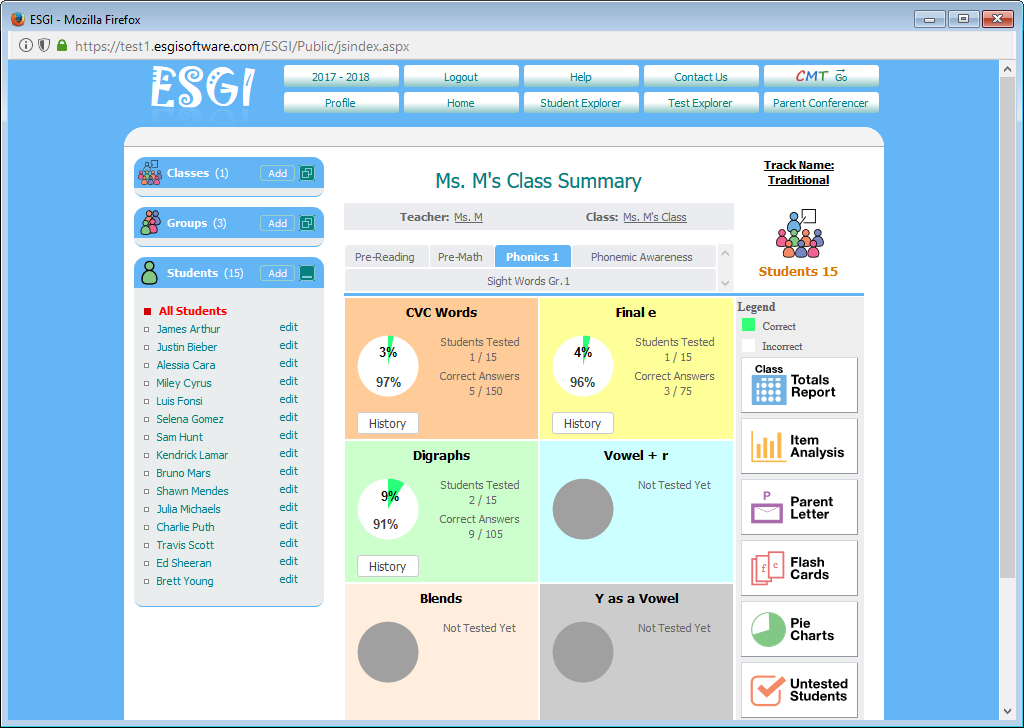 ESGI - Mozilla Firefox
https://test1.esgisoftware.com/ESGI/Public/jsindex.aspx
ESGI
2017 - 2018
Logout
Help
Contact Us
CMT Go
Profile
Home
Student Explorer
Test Explorer
Parent Conferencer
Classes (1)
Add
Groups (3)
Add
Students (15)
Add
All Students
James Arthur edit
Justin Bieber edit
Alessia Cara edit
Miley Cyrus edit
Luis Fonsi edit
Selena Gomez edit
Sam Hunt edit
Kendrick Lamar edit
Bruno Mars edit
Shawn Mendes edit
Julia Michaels edit
Charlie Puth edit
Travis Scott edit
Ed Sheeran edit
Brett Young edit
Ms. M's Class Summary
Teacher: Ms. M
Class: Ms. M's Class
Track Name:
Traditional
Students 15
Pre-Reading
Pre-Math
Phonics 1
Phonemic Awareness
Sight Words Gr.1
CVC Words
3%
97%
Students Tested
1 / 15
Correct Answers
5 / 150
History
Final e
4%
96%
Students Tested
1 / 15
Correct Answers
3 / 75
History
Digraphs
9%
91%
Students Tested
2 / 15
Correct Answers
9 / 105
History
Vowel + r
Not Tested Yet
Blends
Not Tested Yet
Y as a Vowel
Not Tested Yet
Legend
Correct
Incorrect
Class
Totals
Report
Item
Analysis
P
Parent
Letter
f c
Flash
Cards
Pie
Charts
Untested
Students